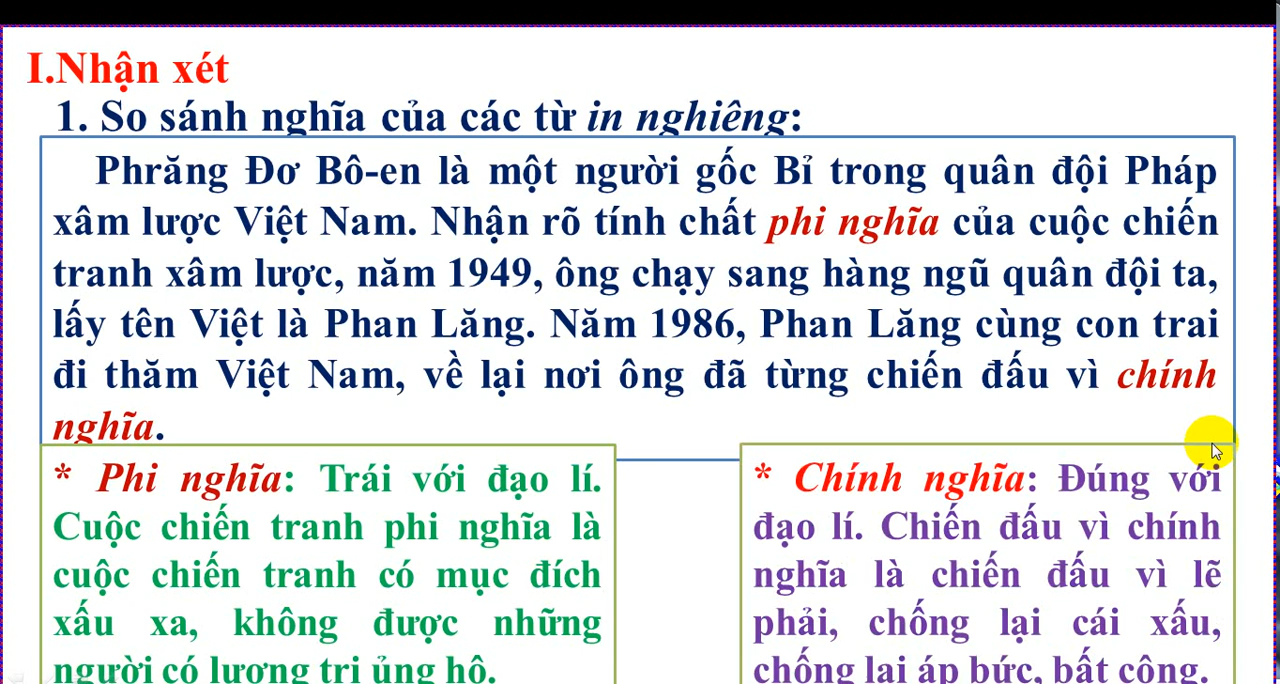 I.Nhận xét
1. So sánh nghĩa của các từ in nghiêng:
Phrăng Đơ Bô-en là một người gốc Bỉ trong quân đội Pháp
xâm lược Việt Nam. Nhận rõ tính chất phi nghĩa của cuộc chiến
tranh xâm lược, năm 1949, ông chạy sang hàng ngũ quân đội ta,
lấy tên Việt là Phan Lăng. Năm 1986, Phan Lăng cùng con trai
đi thăm Việt Nam, về lại nơi ông đã từng chiến đấu vì chính
nghĩa.
* Phi nghĩa: Trái với đạo lí.
Cuộc chiến tranh phi nghĩa là
cuộc chiến tranh có mục đích
xấu xa, không được những
người có lương tri ủng hộ.
* Chính nghĩa: Đúng với
đạo lí. Chiến đấu vì chính
nghĩa là chiến đấu vì lẽ
phải, chống lại cái xấu,
chống lại áp bức, bất công.